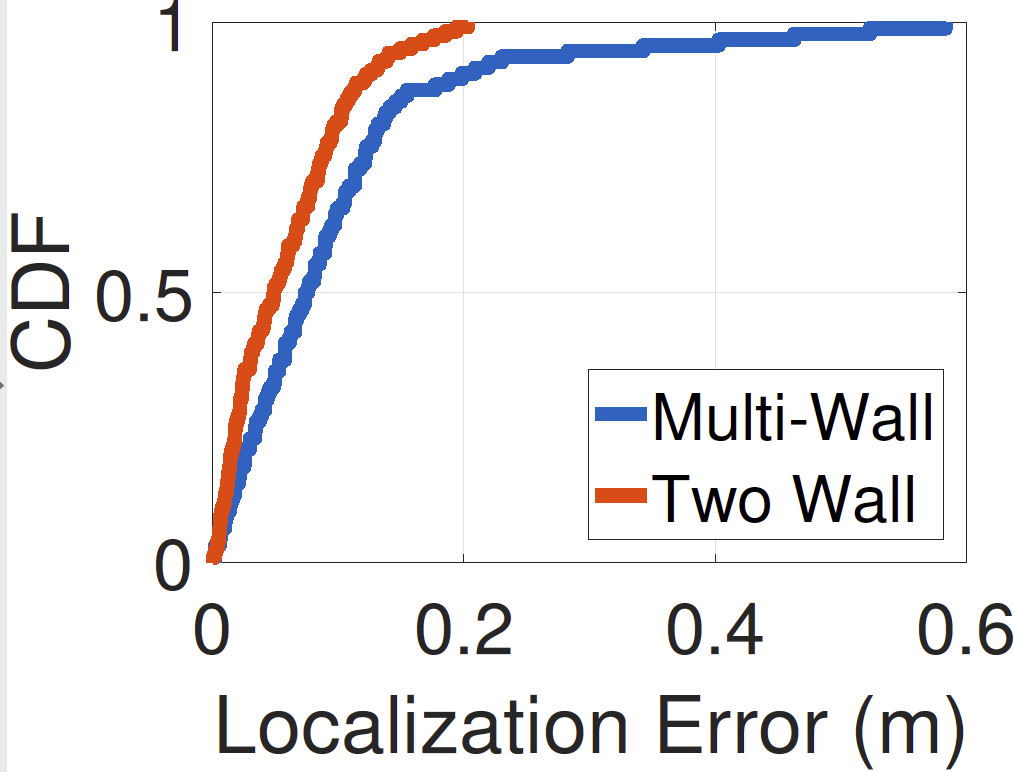 1
0.5
0
CDF
Multi-Wall
Two Wall
0 0.2 0.4 0.6
Localization Error (m)